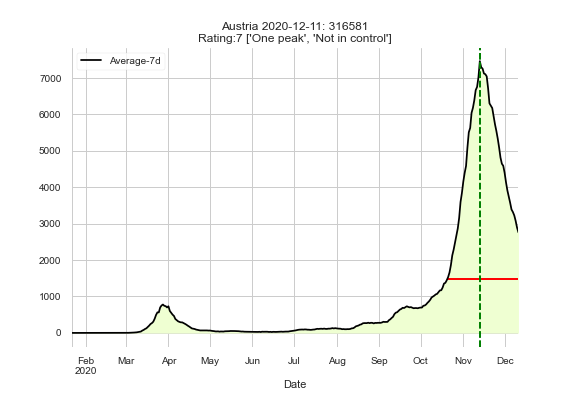 Austria 2020-12-11: 316581
Rating:7 ['One peak', 'Not in control']
Average-7d
7000
6000
5000
4000
3000
2000
1000
0
Feb Mar Apr May Jun Jul Aug Sep Oct Nov Dec
2020
Date